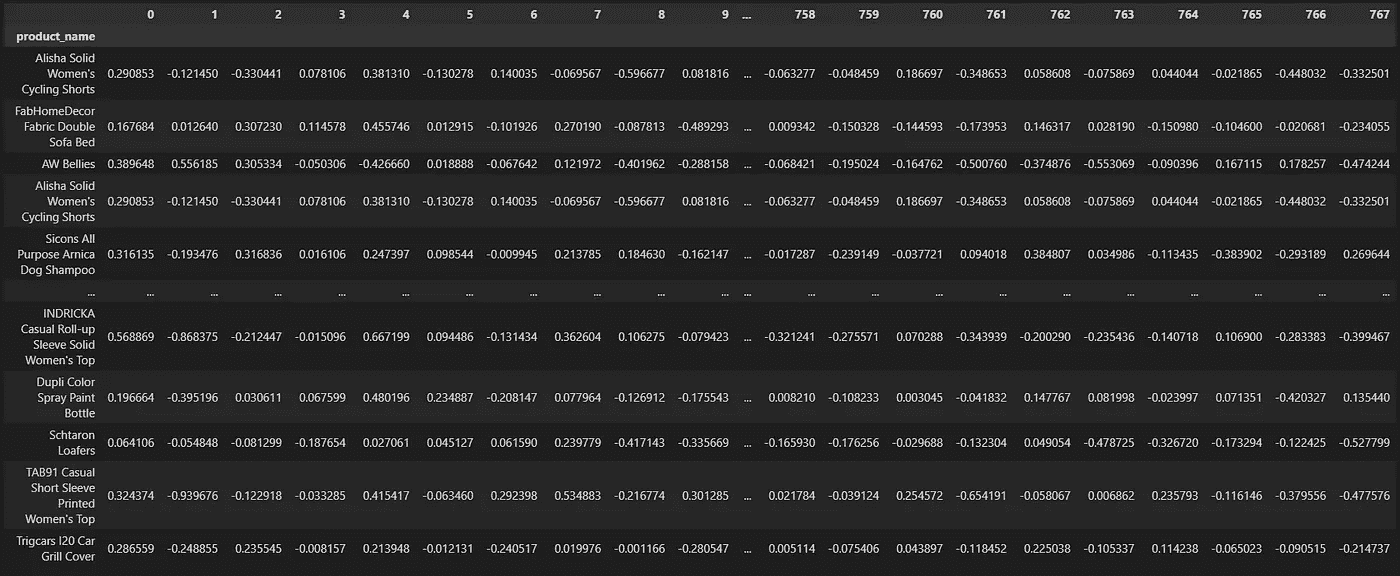 0 1 2 3 4 5 6 7 8 9 ... 758 759 760 761 762 763 764 765 766 767
product_name
Alisha Solid
Women's
Cycling Shorts
0.290853 -0.121450 -0.330441 0.078106 0.381310 -0.130278 0.140035 -0.069567 -0.596677 0.081816 ... -0.063277 -0.048459 0.186697 -0.348653 0.058608 -0.075869 0.044044 -0.021865 -0.448032 -0.332501
FabHomeDecor
Fabric Double
Sofa Bed
0.167684 0.012640 0.307230 0.114578 0.455746 0.012915 -0.101926 0.270190 -0.087813 -0.489293 ... 0.009342 -0.150328 -0.144593 -0.173953 0.146317 0.028190 -0.150980 -0.104600 -0.020681 -0.234055
AW Bellies 0.389648 0.556185 0.305334 -0.050306 -0.426660 0.018888 -0.067642 0.121972 -0.401962 -0.288158 ... -0.068421 -0.195024 -0.164762 -0.500760 -0.374876 -0.553069 -0.090396 0.167115 0.178257 -0.474244
Alisha Solid
Women's
Cycling Shorts
0.290853 -0.121450 -0.330441 0.078106 0.381310 -0.130278 0.140035 -0.069567 -0.596677 0.081816 ... -0.063277 -0.048459 0.186697 -0.348653 0.058608 -0.075869 0.044044 -0.021865 -0.448032 -0.332501
Sicons All
Purpose Arnica
Dog Shampoo
0.316135 -0.193476 0.316836 0.016106 0.247397 0.098544 -0.009945 0.213785 0.184630 -0.162147 ... -0.017287 -0.239149 -0.037721 0.094018 0.384807 0.034986 -0.113435 -0.383902 -0.293189 0.269644
... ... ... ... ... ... ... ... ... ... ... ... ... ... ... ... ... ... ... ... ... ...
INDRICKA
Casual Roll-up
Sleeve Solid
Women's Top
0.568869 -0.868375 -0.212447 -0.015096 0.667199 0.094486 -0.131434 0.362604 0.106275 -0.079423 ... -0.321241 -0.275571 0.070288 -0.343939 -0.200290 -0.235436 -0.140718 0.106900 -0.283383 -0.399467
Dupli Color
Spray Paint
Bottle
0.196664 -0.395196 0.030611 0.067599 0.480196 0.234887 -0.208147 0.077964 -0.126912 -0.175543 ... 0.008210 -0.108233 0.003045 -0.041832 0.147767 0.081998 -0.023997 0.071351 -0.420327 0.135440
Schtaron
Loafers
0.064106 -0.054848 -0.081299 -0.187654 0.027061 0.045127 0.061590 0.239779 -0.417143 -0.335669 ... -0.165930 -0.176256 -0.029688 -0.132304 0.049054 -0.478725 -0.326720 -0.173294 -0.122425 -0.527799
TAB91 Casual
Short Sleeve
Printed
Women's Top
0.324374 -0.939676 -0.122918 -0.033285 0.415417 -0.063460 0.292398 0.534883 -0.216774 0.301285 ... 0.021784 -0.039124 0.254572 -0.654191 -0.058067 0.006862 0.235793 -0.116146 -0.379556 -0.477576
Trigcars I20 Car
Grill Cover
0.286559 -0.248855 0.235545 -0.008157 0.213948 -0.012131 -0.240517 0.019976 -0.001166 -0.280547 ... 0.005114 -0.075406 0.043897 -0.118452 0.225038 -0.105337 0.114238 -0.065023 -0.090515 -0.214737